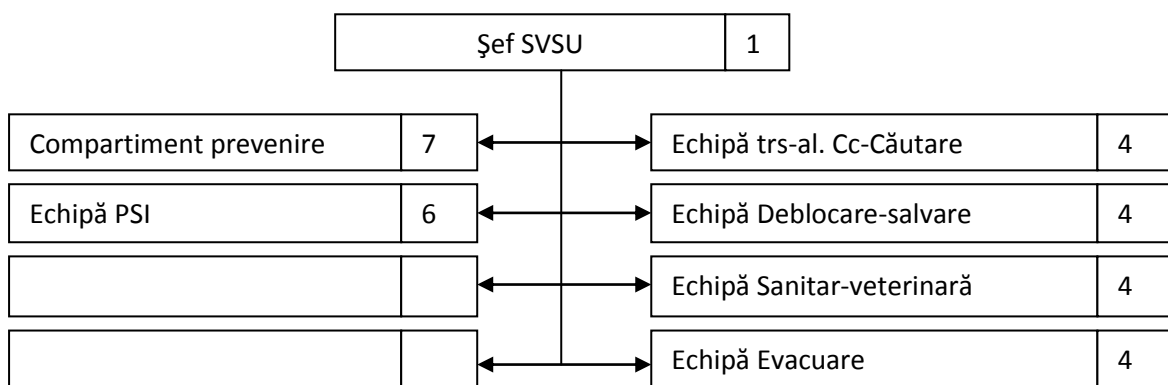 Şef SVSU 1
Compartiment prevenire 7 Echipă trs-al. Cc-Căutare 4
Echipă PSI 6 Echipă Deblocare-salvare 4
Echipă Sanitar-veterinară 4
Echipă Evacuare 4